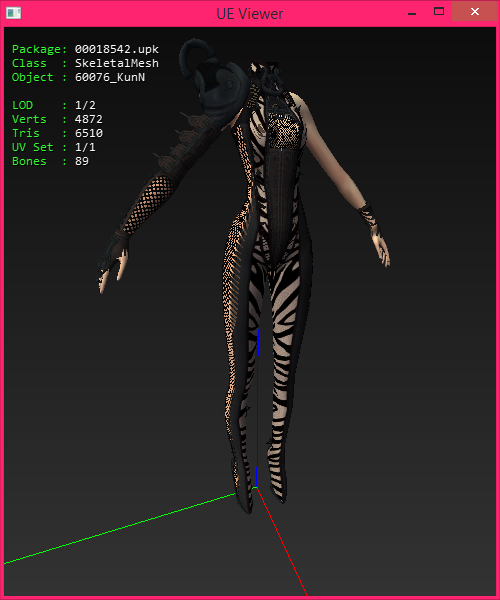 UE Viewer
Package: 00018542.upk
Class : SkeletalMesh
Object : 60076_KunN
LOD : 1/2
Verts : 4872
Tris : 6510
UV Set : 1/1
Bones : 89